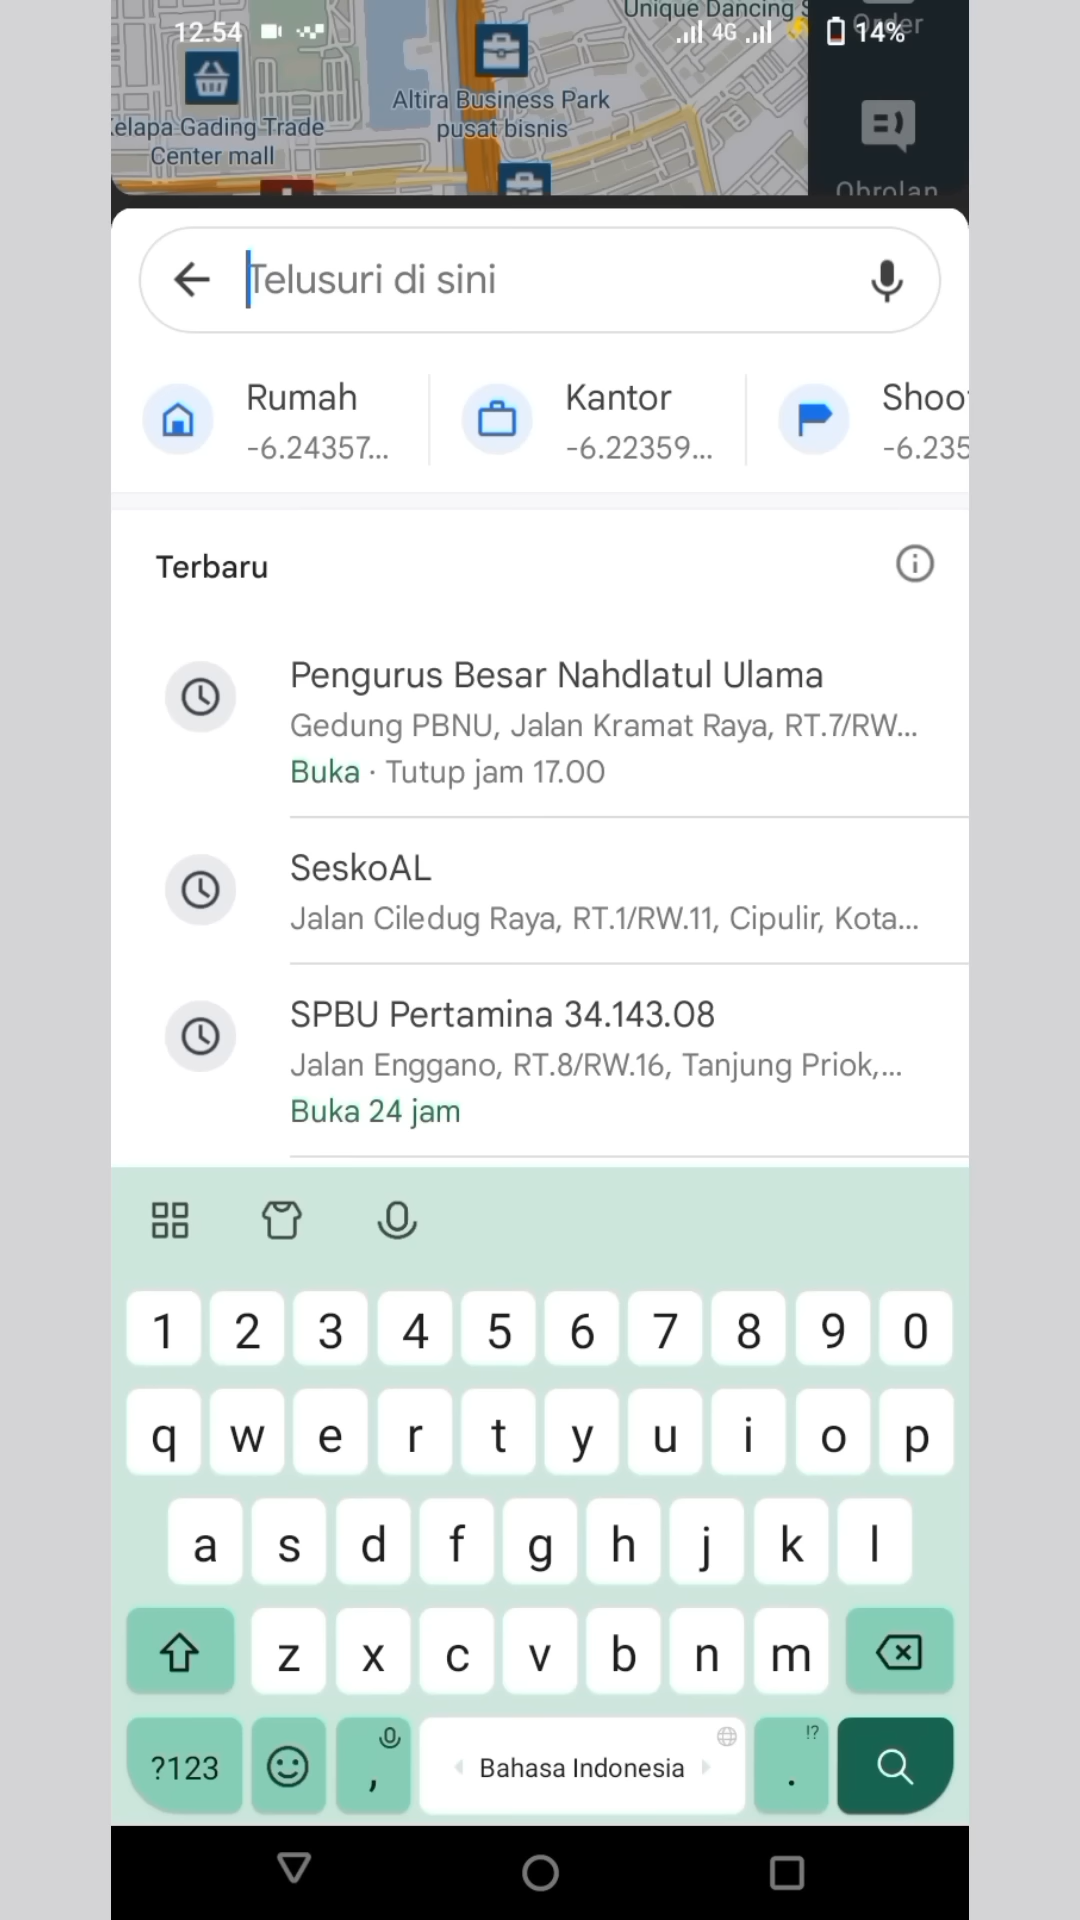 Unique Dancing S
12.54
4G
14%
Order
Altira Business Park
pusat bisnis
elapa Gading Trade
Center mall
Obrolan
Telusuri di sini
Rumah
-6.24357...
Kantor
-6.22359...
Shoo
-6.235
Terbaru
Pengurus Besar Nahdlatul Ulama
Gedung PBNU, Jalan Kramat Raya, RT.7/RW...
Buka · Tutup jam 17.00
SeskoAL
Jalan Ciledug Raya, RT.1/RW.11, Cipulir, Kota...
SPBU Pertamina 34.143.08
Jalan Enggano, RT.8/RW.16, Tanjung Priok,...
Buka 24 jam
1 2 3 4 5 6 7 8 9 0
q w e r t y u i o p
a s d f g h j k l
z x c v b n m
?123 , Bahasa Indonesia . !?